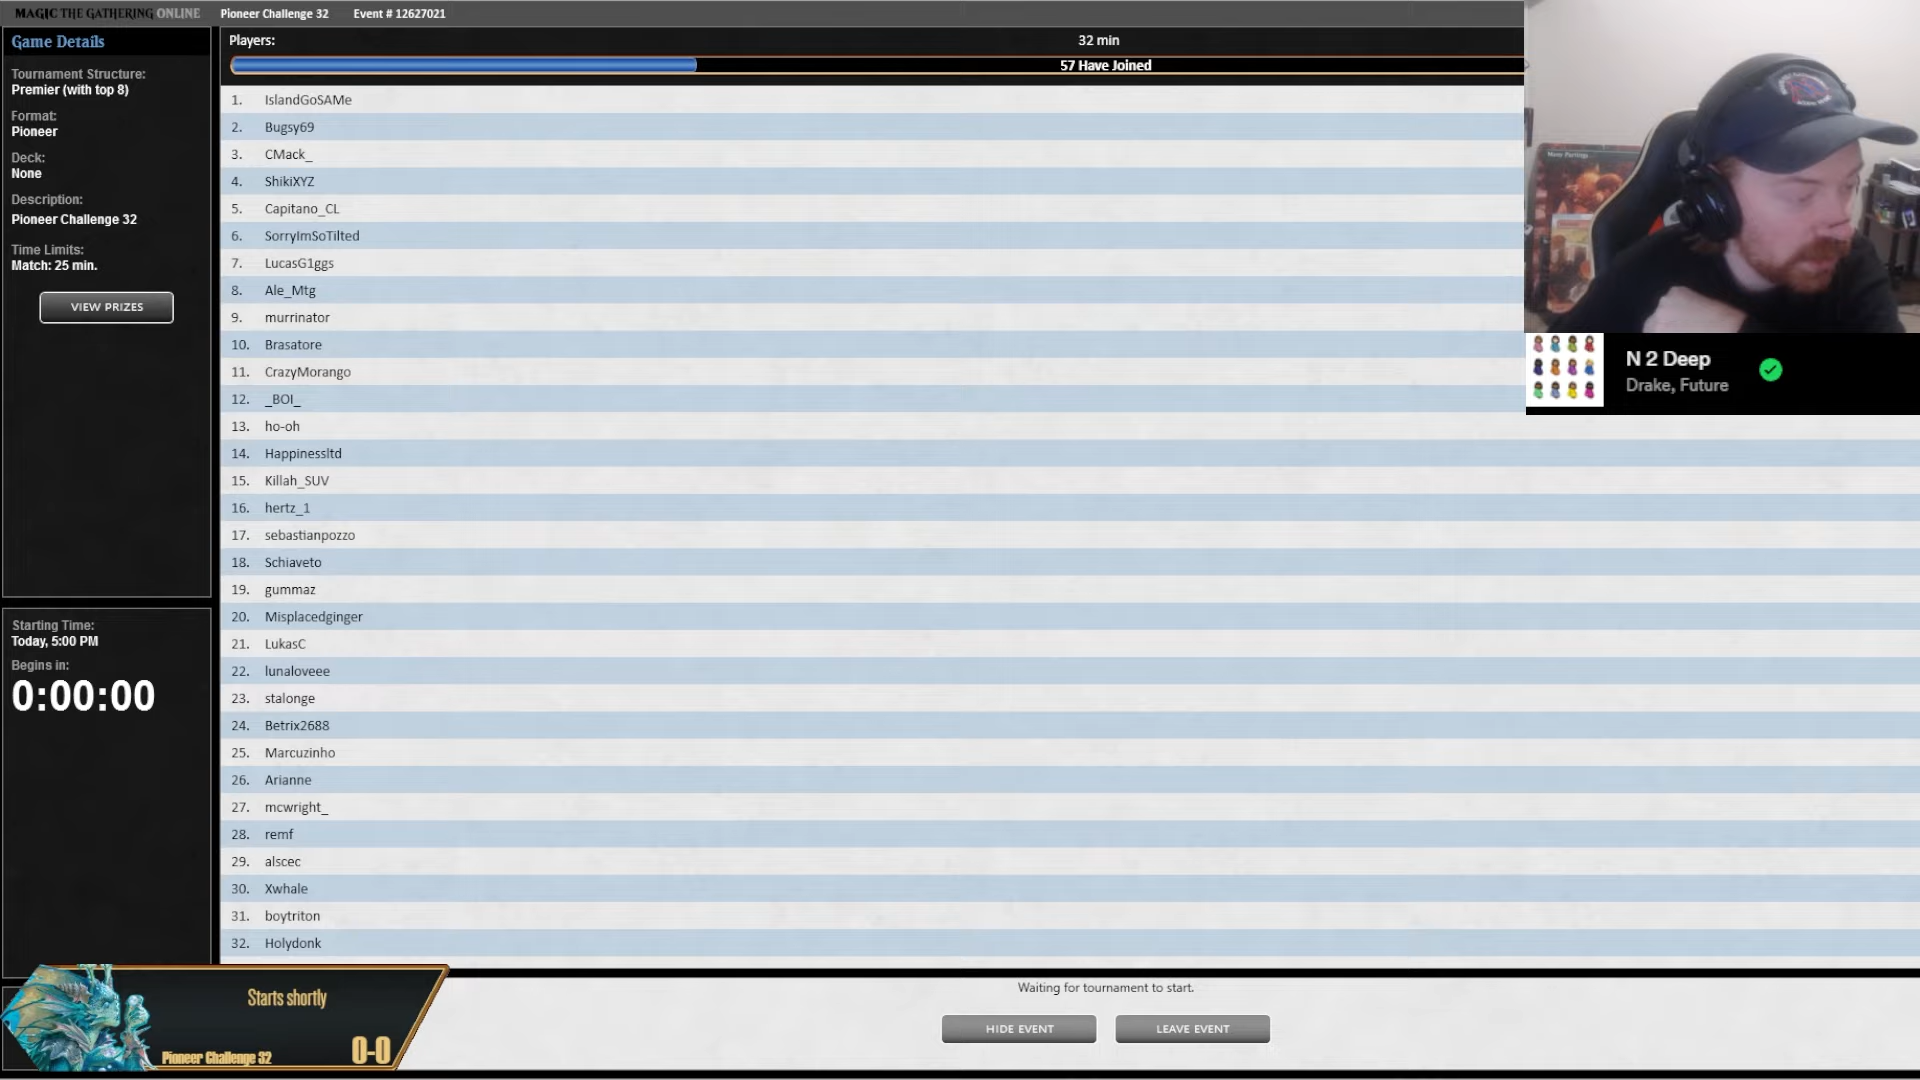 MAGIC THE GATHERING ONLINE Pioneer Challenge 32 Event # 12627021
Game Details
Tournament Structure:
Premier (with top 8)
Format:
Pioneer
Deck:
None
Description:
Pioneer Challenge 32
Time Limits:
Match: 25 min.
VIEW PRIZES
Starting Time:
Today, 5:00 PM
Begins in:
0:00:00
Players: 32 min
57 Have Joined
1. IslandGoSAMe
2. Bugsy69
3. CMack_
4. ShikiXYZ
5. Capitano_CL
6. SorryImSoTilted
7. LucasG1ggs
8. Ale_Mtg
9. murrinator
10. Brasatore
11. CrazyMorango
12. _BOI_
13. ho-oh
14. Happinessltd
15. Killah_SUV
16. hertz_1
17. sebastianpozzo
18. Schiaveto
19. gummaz
20. Misplacedginger
21. LukasC
22. lunaloveee
23. stalonge
24. Betrix2688
25. Marcuzinho
26. Arianne
27. mcwright_
28. remf
29. alscec
30. Xwhale
31. boytriton
32. Holydonk
N 2 Deep
Drake, Future
Starts shortly
Pioneer Challenge 32 0-0
Waiting for tournament to start.
HIDE EVENT LEAVE EVENT